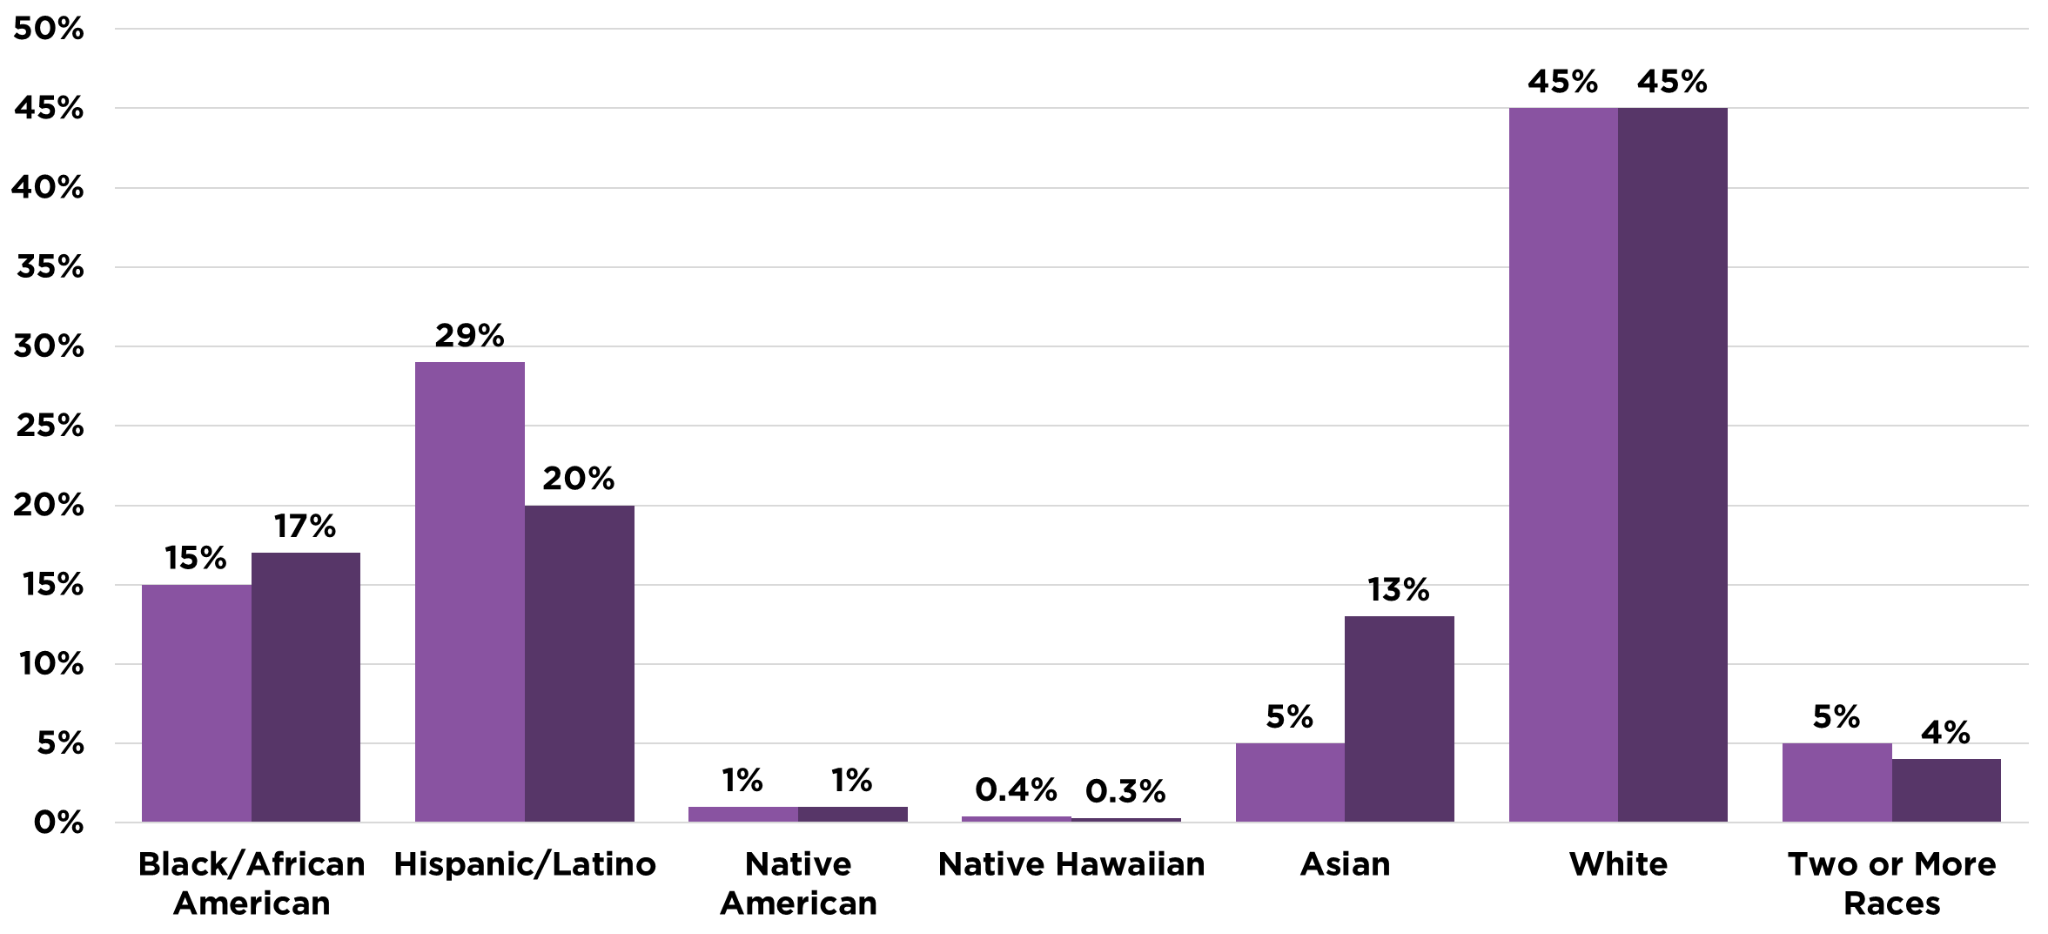 50%
45%
40%
35%
30%
25%
20%
15%
10%
5%
0%
15%
17%
29%
20%
1%
1%
0.4%
0.3%
5%
13%
45%
45%
5%
4%
Black/African
American
Hispanic/Latino
Native
American
Native Hawaiian
Asian
White
Two or More
Races